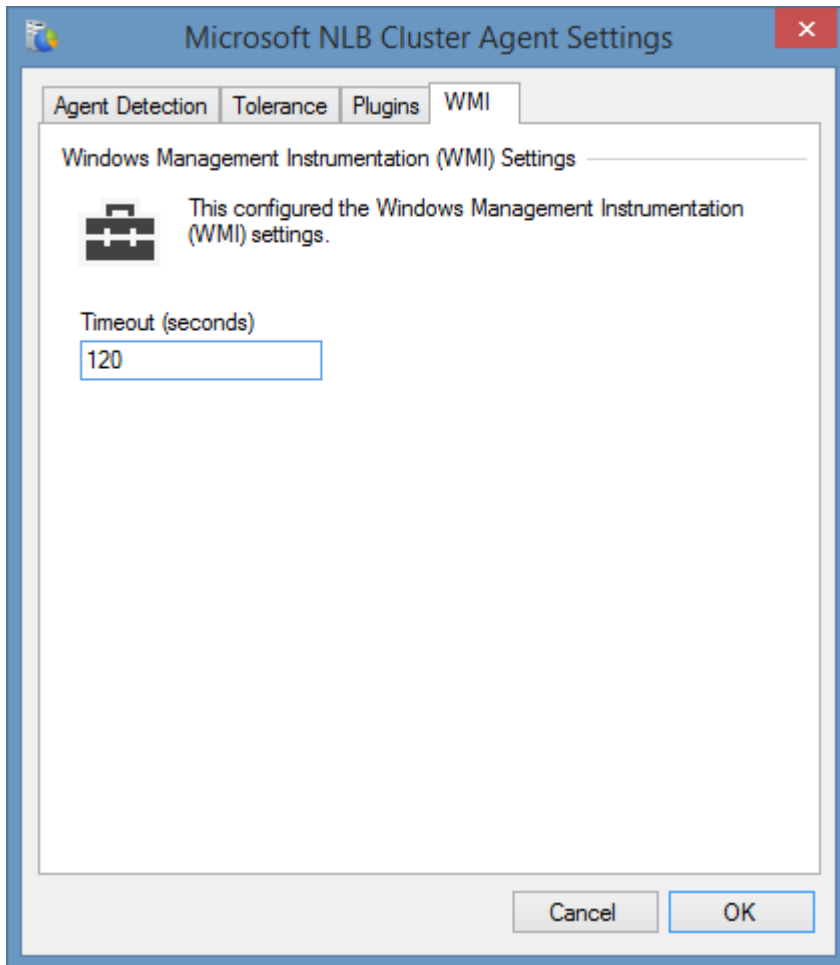 Microsoft NLB Cluster Agent Settings
Agent Detection Tolerance Plugins WMI
Windows Management Instrumentation (WMI) Settings
This configured the Windows Management Instrumentation
(WMI) settings.
Timeout (seconds)
120
Cancel OK